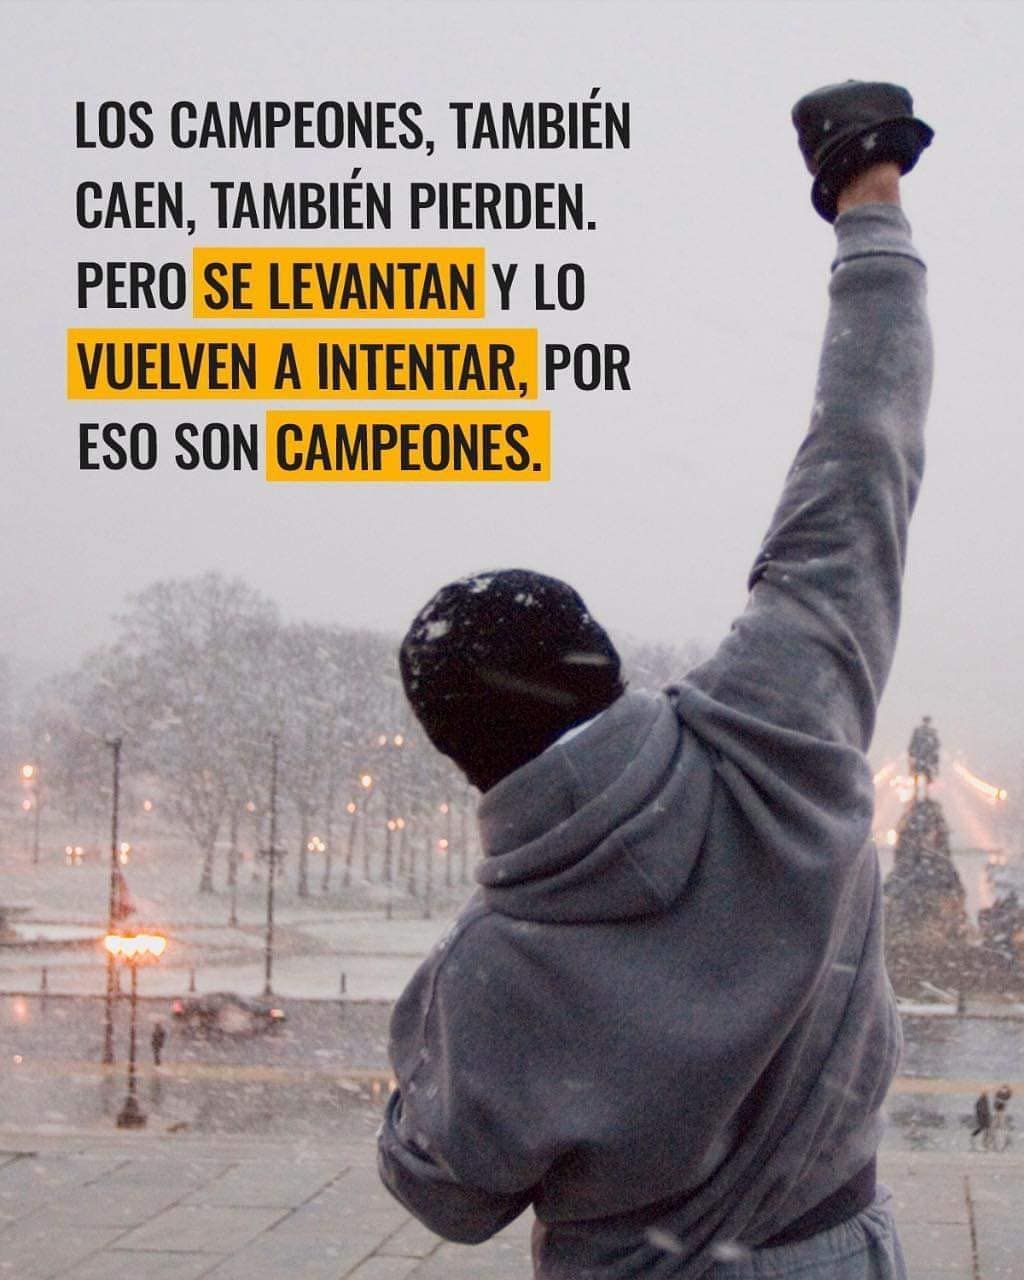 LOS CAMPEONES, TAMBIÉN
CAEN, TAMBIÉN PIERDEN.
PERO SE LEVANTAN Y LO
VUELVEN A INTENTAR, POR
ESO SON CAMPEONES.